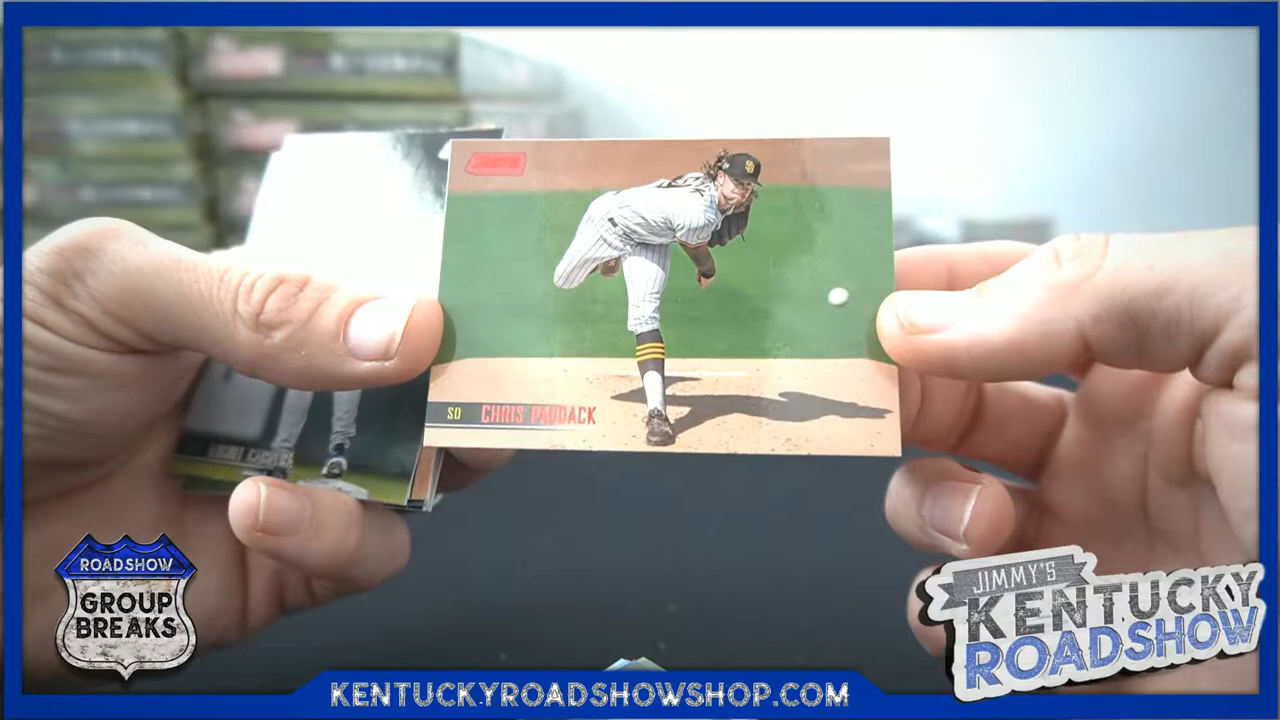 SD CHRIS PADDACK
ROADSHOW
GROUP
BREAKS
JIMMY'S
KENTUCKY
ROADSHOW
KENTUCKYROADSHOWSHOP.COM